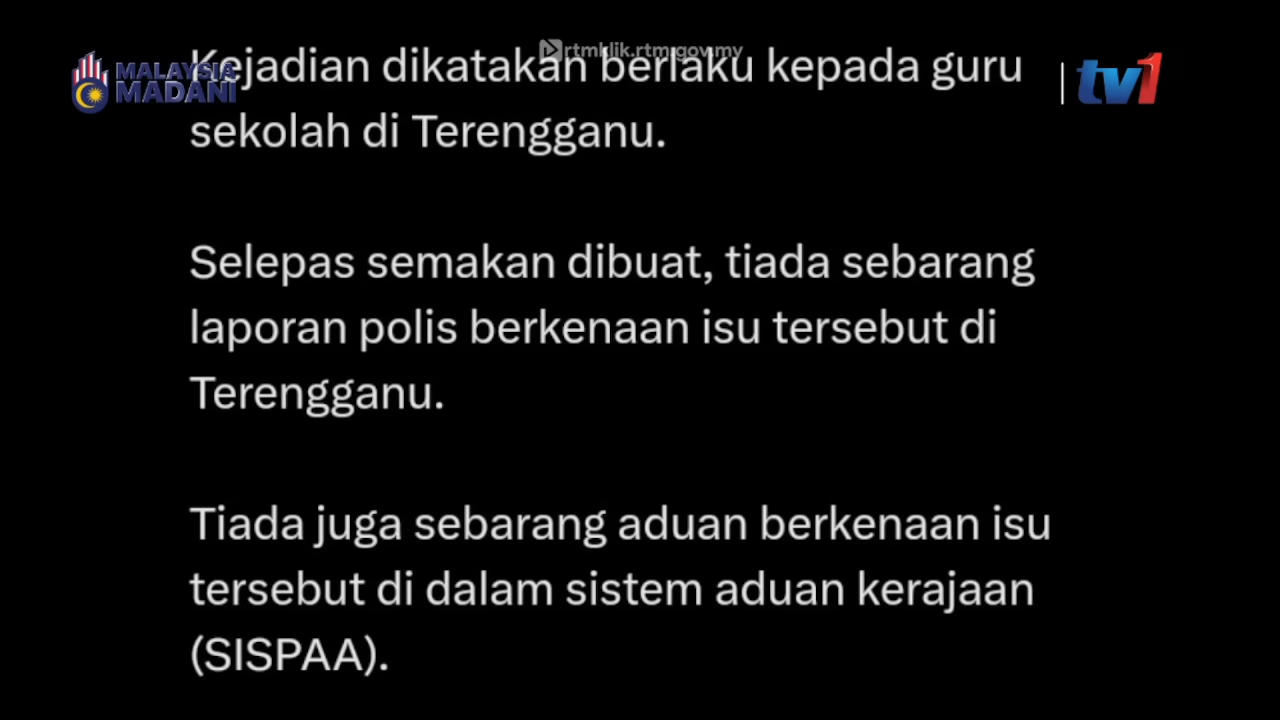 rtmklik.rtm.gov.my
MALAYSIA
MADANI
tv1
Kejadian dikatakan berlaku kepada guru
sekolah di Terengganu.
Selepas semakan dibuat, tiada sebarang
laporan polis berkenaan isu tersebut di
Terengganu.
Tiada juga sebarang aduan berkenaan isu
tersebut di dalam sistem aduan kerajaan
(SISPAA).